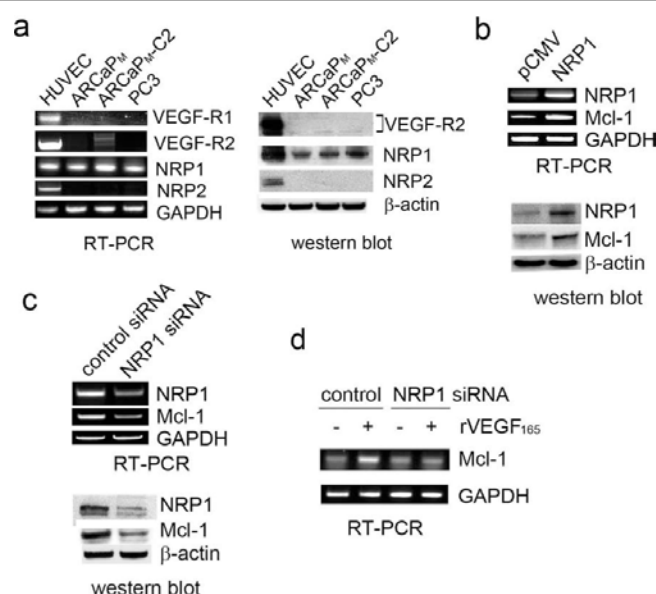 a
HUVEC
ARCaPM
ARCaPM-C2
PC3
VEGF-R1
VEGF-R2
NRP1
NRP2
GAPDH
RT-PCR
HUVEC
ARCaPM
ARCaPM-C2
PC3
VEGF-R2
NRP1
NRP2
β-actin
western blot
b
pCMV
NRP1
NRP1
Mcl-1
GAPDH
RT-PCR
NRP1
Mcl-1
β-actin
western blot
c
control siRNA
NRP1 siRNA
NRP1
Mcl-1
GAPDH
RT-PCR
NRP1
Mcl-1
β-actin
western blot
d
control NRP1 siRNA
- + - + rVEGF165
Mcl-1
GAPDH
RT-PCR